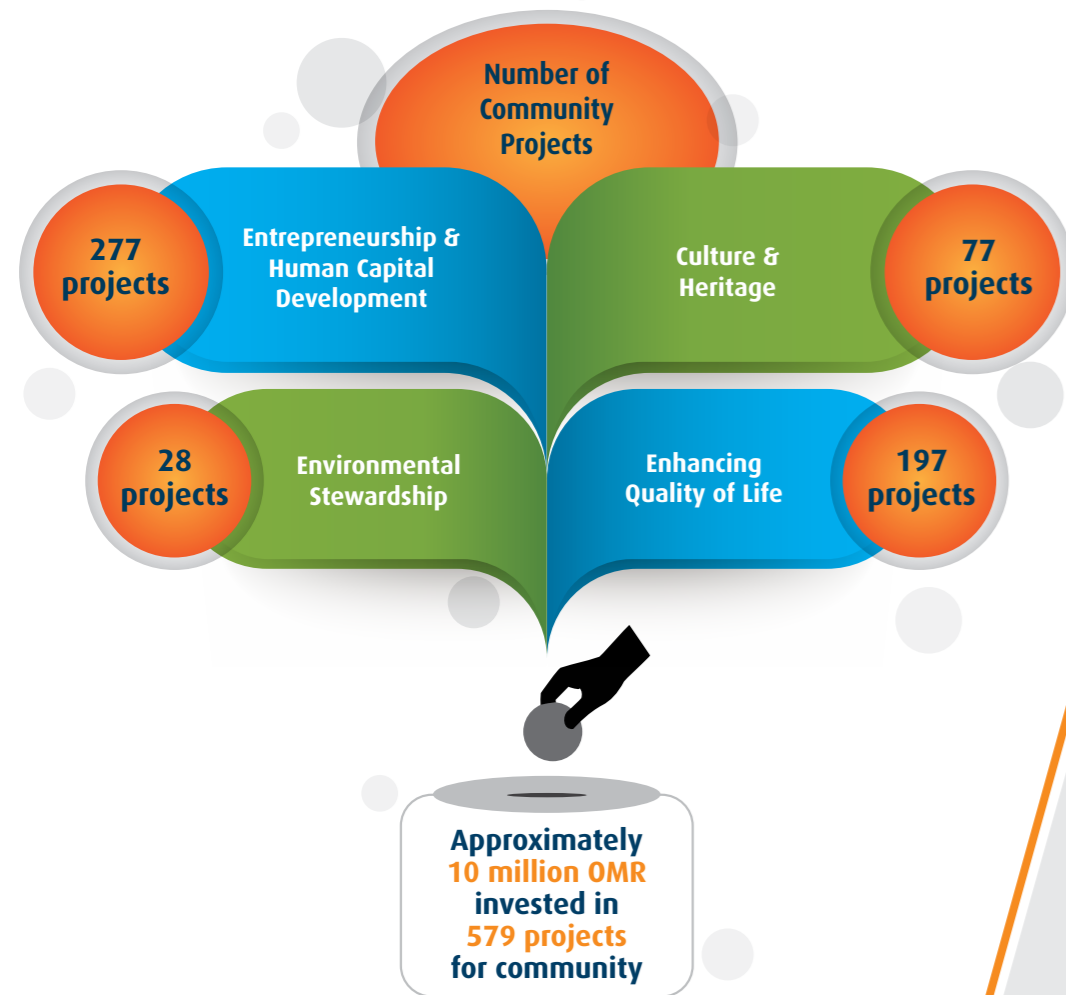 Number of
Community
Projects
277
projects
Entrepreneurship &
Human Capital
Development
Culture &
Heritage
77
projects
28
projects
Environmental
Stewardship
Enhancing
Quality of Life
197
projects
Approximately
10 million OMR
invested in
579 projects
for community